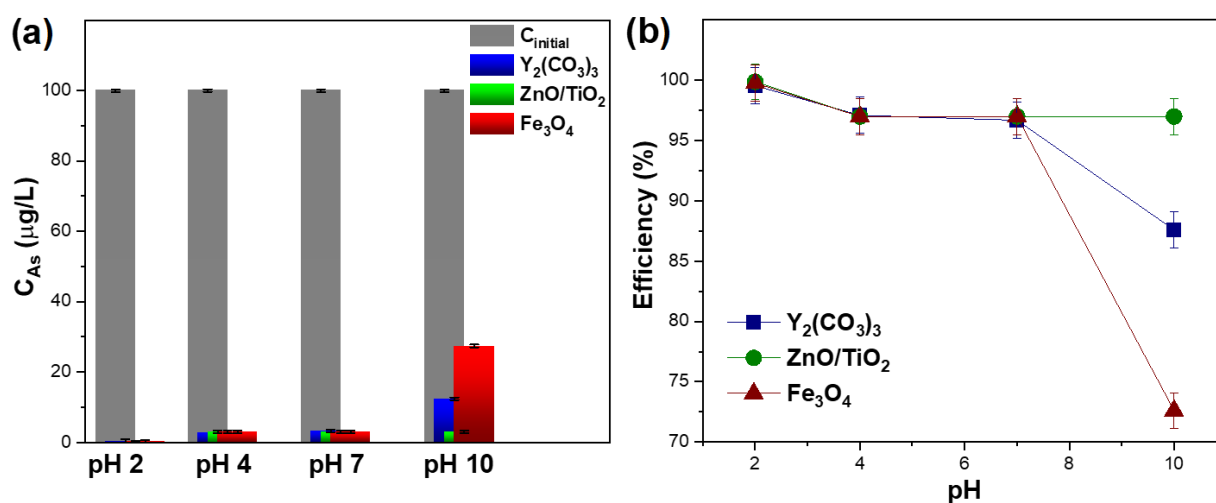 (a)
C_initial
Y₂(CO₃)₃
ZnO/TiO₂
Fe₃O₄
C_As (µg/L)
100
80
60
40
20
0
pH 2 pH 4 pH 7 pH 10
(b)
Efficiency (%)
100
95
90
85
80
75
70
Y₂(CO₃)₃
ZnO/TiO₂
Fe₃O₄
2 4 6 8 10
pH